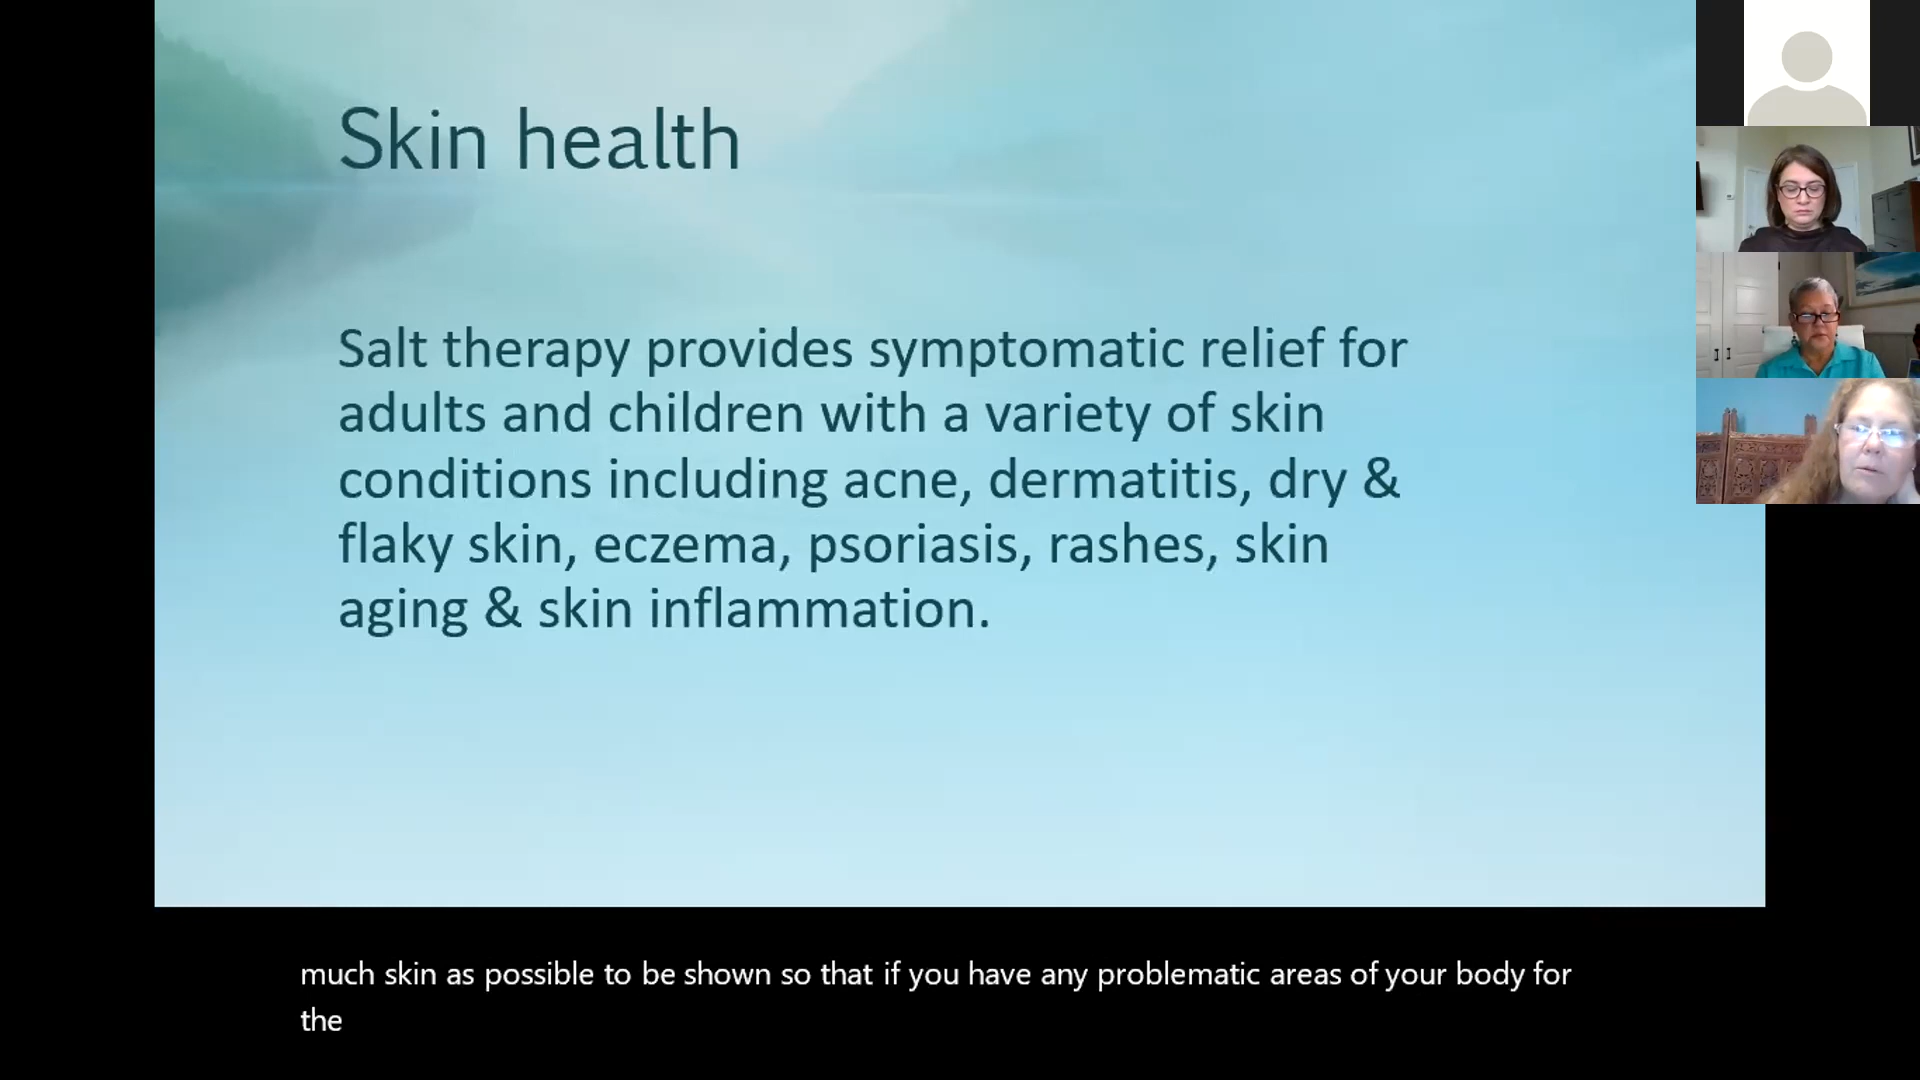 Skin health
Salt therapy provides symptomatic relief for
adults and children with a variety of skin
conditions including acne, dermatitis, dry &
flaky skin, eczema, psoriasis, rashes, skin
aging & skin inflammation.
much skin as possible to be shown so that if you have any problematic areas of your body for
the